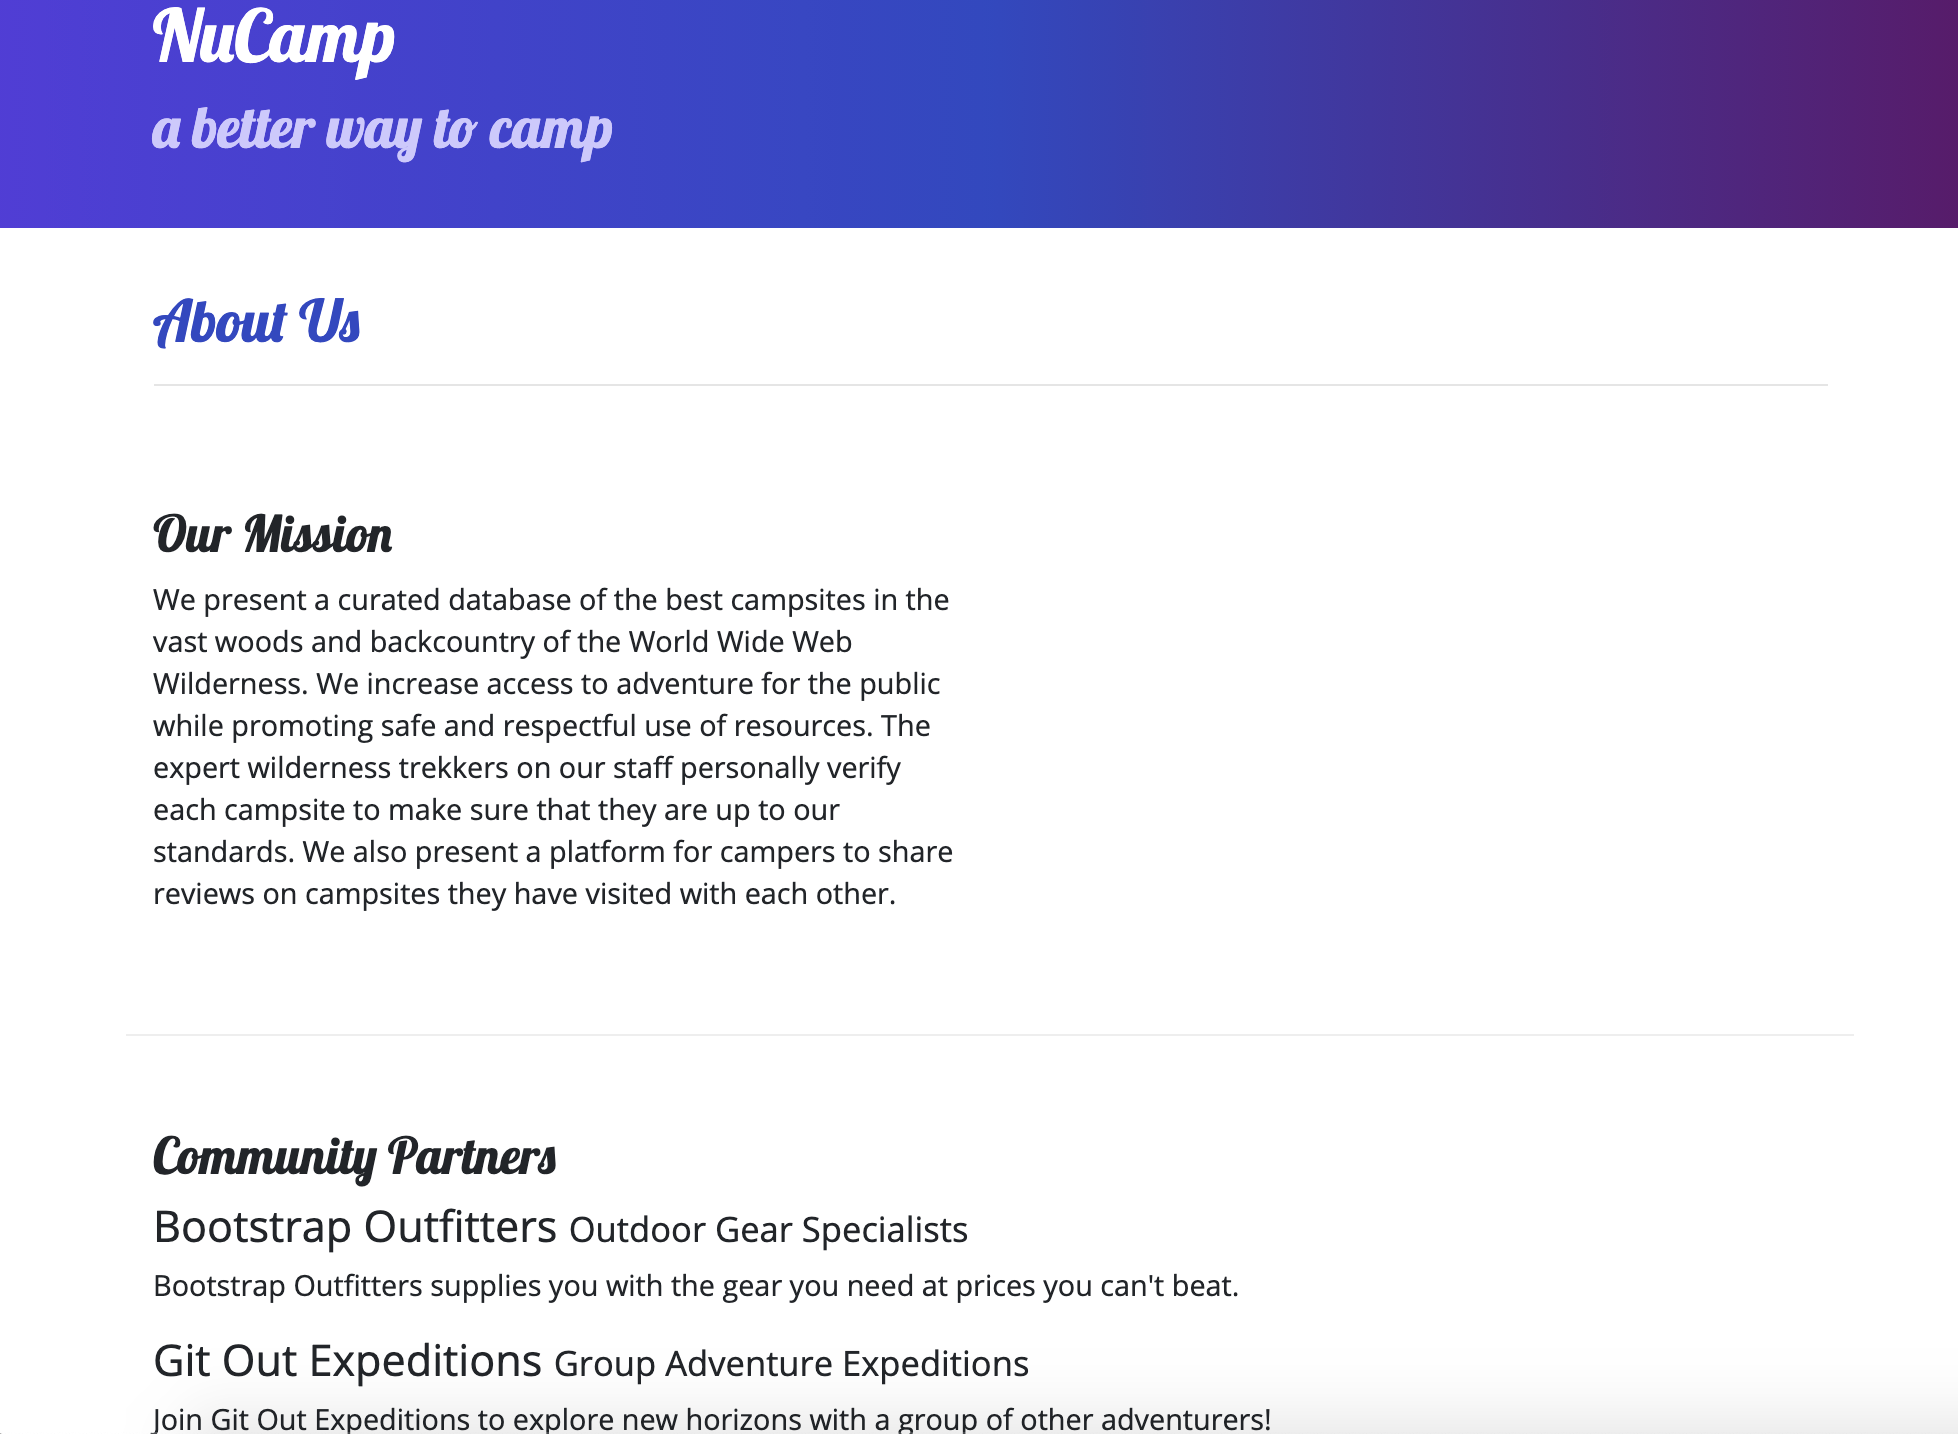 NuCamp
a better way to camp
About Us
Our Mission
We present a curated database of the best campsites in the
vast woods and backcountry of the World Wide Web
Wilderness. We increase access to adventure for the public
while promoting safe and respectful use of resources. The
expert wilderness trekkers on our staff personally verify
each campsite to make sure that they are up to our
standards. We also present a platform for campers to share
reviews on campsites they have visited with each other.
Community Partners
Bootstrap Outfitters Outdoor Gear Specialists
Bootstrap Outfitters supplies you with the gear you need at prices you can't beat.
Git Out Expeditions Group Adventure Expeditions
Join Git Out Expeditions to explore new horizons with a group of other adventurers!